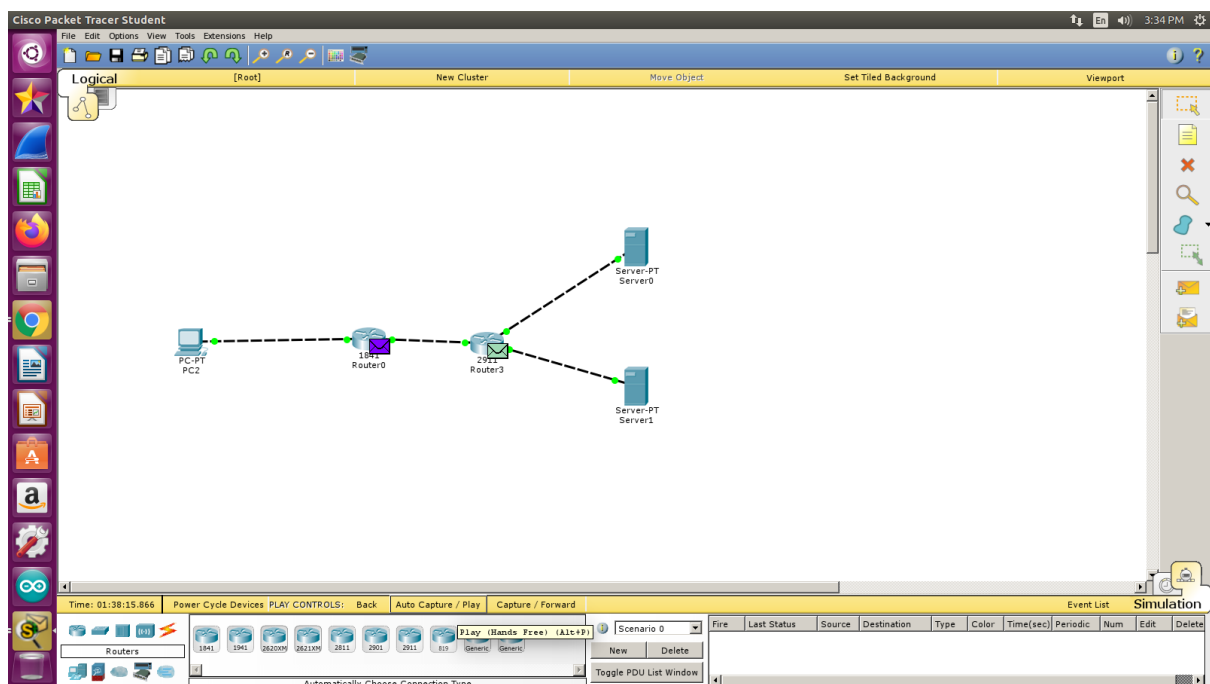 Cisco Packet Tracer Student
En
3:34 PM
File Edit Options View Tools Extensions Help
Logical
[Root]
New Cluster
Move Object
Set Tiled Background
Viewport
Server-PT
Server0
PC-PT
PC2
1841
Router0
2911
Router3
Server-PT
Server1
Time: 01:38:15.866
Power Cycle Devices PLAY CONTROLS: Back Auto Capture / Play Capture / Forward
Event List
Simulation
Routers
1841 1941 2620XM 2621XM 2811 2901 2911 819 Generic Generic
Play (Hands Free) (Alt+P)
Scenario 0
New Delete
Toggle PDU List Window
Fire Last Status Source Destination Type Color Time(sec) Periodic Num Edit Delete
Automatically Choose Connection Type